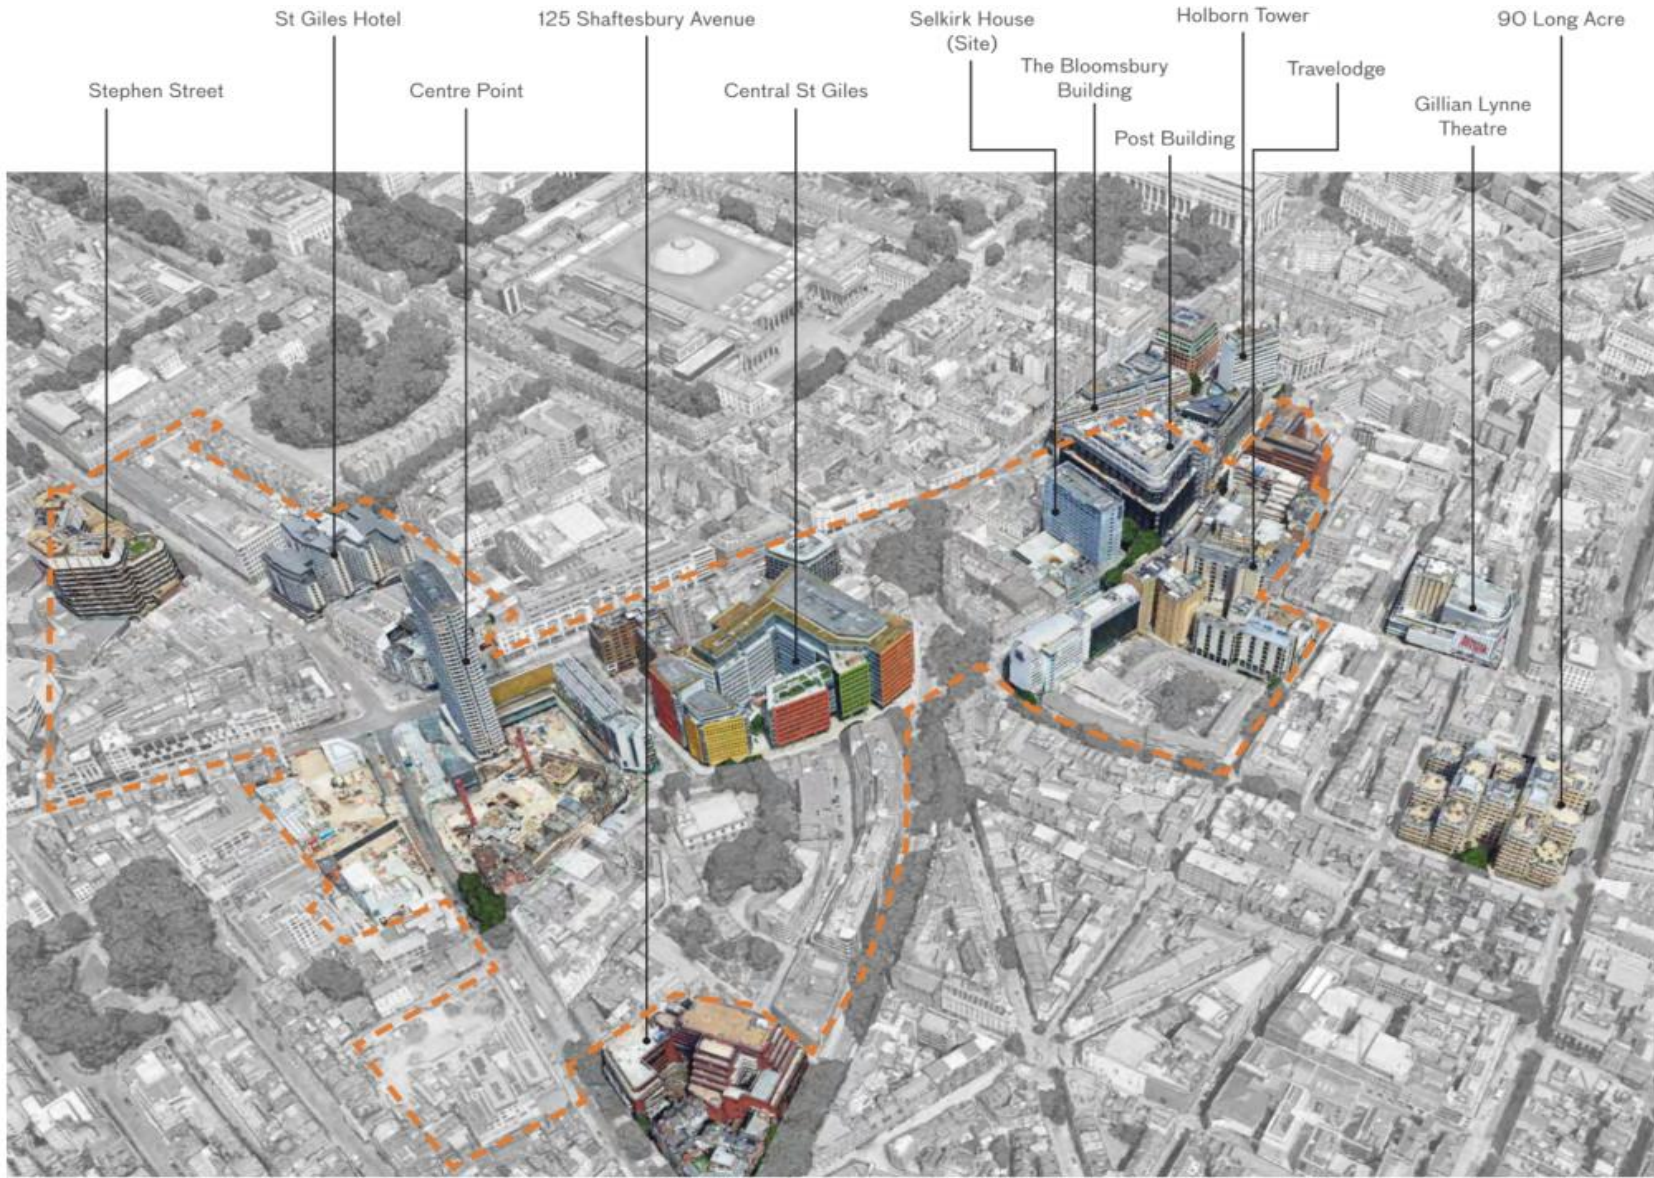 St Giles Hotel
125 Shaftesbury Avenue
Selkirk House
(Site)
Holborn Tower
90 Long Acre
Stephen Street
Centre Point
Central St Giles
The Bloomsbury
Building
Travelodge
Post Building
Gillian Lynne
Theatre